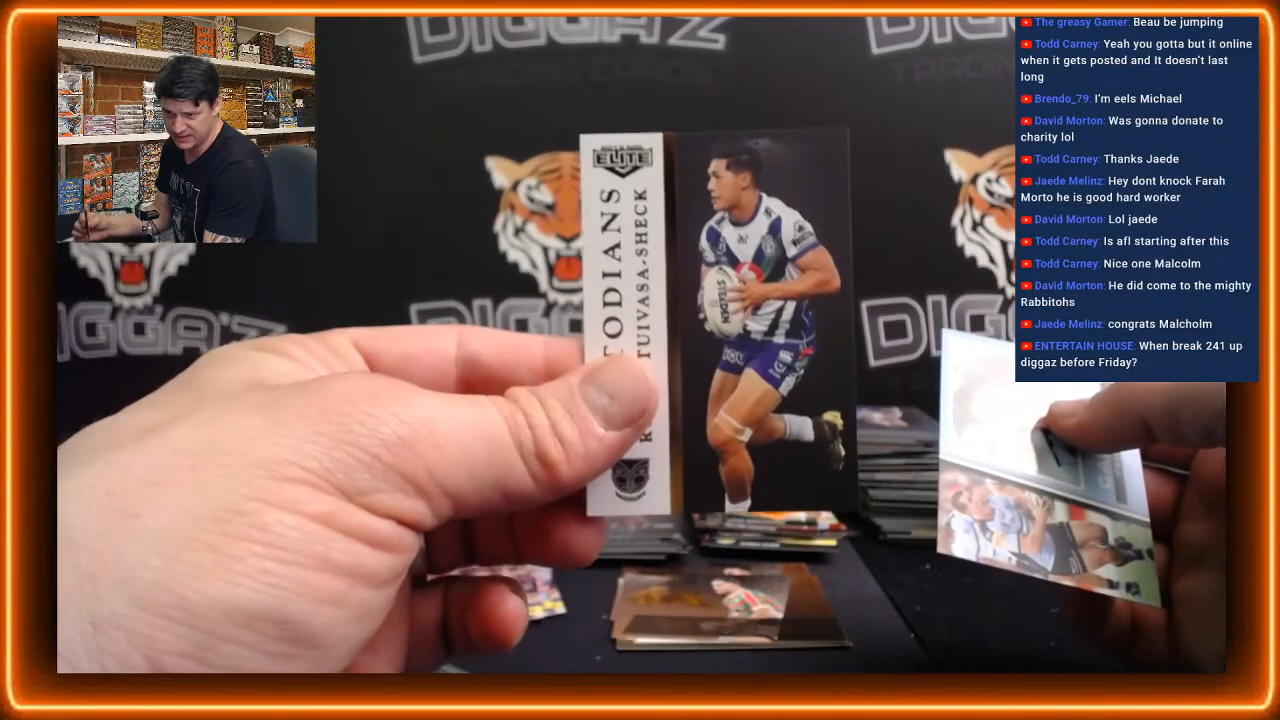 The greasy Gamer: Beau be jumping
Todd Carney: Yeah you gotta but it online
when it gets posted and It doesn't last
long
Brendo_79: I'm eels Michael
David Morton: Was gonna donate to
charity lol
Todd Carney: Thanks Jaede
Jaede Melinz: Hey dont knock Farah
Morto he is good hard worker
David Morton: Lol jaede
Todd Carney: Is afl starting after this
Todd Carney: Nice one Malcolm
David Morton: He did come to the mighty
Rabbitohs
Jaede Melinz: congrats Malcholm
ENTERTAIN HOUSE: When break 241 up
diggaz before Friday?
DIGGA'Z
ELITE
TODIANS
TUIVASA-SHECK
STEEDEN
DIGGA'Z
DIGGA'Z